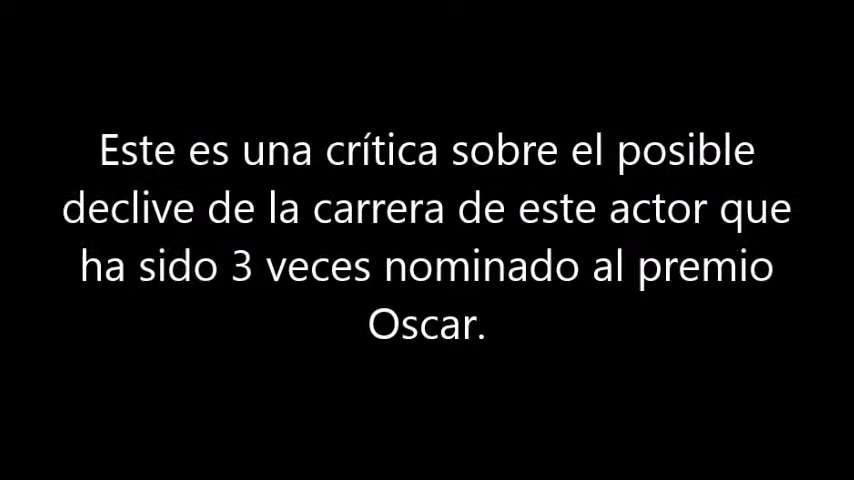 Este es una crítica sobre el posible
declive de la carrera de este actor que
ha sido 3 veces nominado al premio
Oscar.